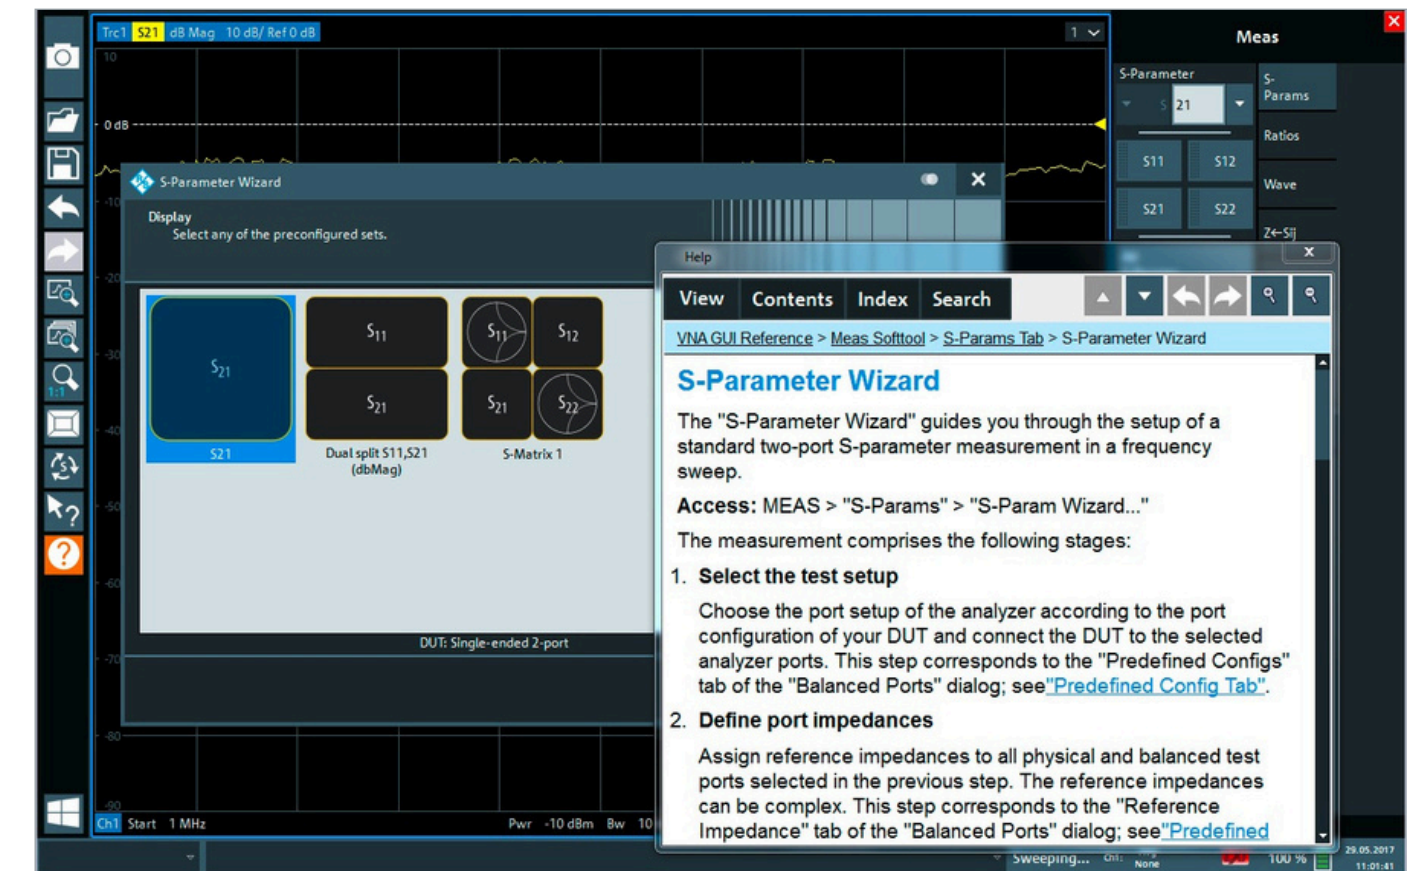 Trc1 S21 dB Mag 10 dB/ Ref 0 dB
1
10
0 dB
-10
-20
-30
-40
-50
-60
-70
-80
-90
1:1
S-Parameter Wizard
Display
Select any of the preconfigured sets.
S21
S11
S21
S11 S12
S21 S22
S21
Dual split S11,S21
(dbMag)
S-Matrix 1
DUT: Single-ended 2-port
Ch1 Start 1 MHz Pwr -10 dBm Bw 10
Meas
S-Parameter
S 21
S11 S12
S21 S22
S-
Params
Ratios
Wave
Z←Sij
Help
View Contents Index Search
VNA GUI Reference > Meas Softtool > S-Params Tab > S-Parameter Wizard
S-Parameter Wizard
The "S-Parameter Wizard" guides you through the setup of a
standard two-port S-parameter measurement in a frequency
sweep.
Access: MEAS > "S-Params" > "S-Param Wizard..."
The measurement comprises the following stages:
1. Select the test setup
Choose the port setup of the analyzer according to the port
configuration of your DUT and connect the DUT to the selected
analyzer ports. This step corresponds to the "Predefined Configs"
tab of the "Balanced Ports" dialog; see"Predefined Config Tab".
2. Define port impedances
Assign reference impedances to all physical and balanced test
ports selected in the previous step. The reference impedances
can be complex. This step corresponds to the "Reference
Impedance" tab of the "Balanced Ports" dialog; see"Predefined
Sweeping... Ch1:
None
100 %
29.05.2017
11:01:41